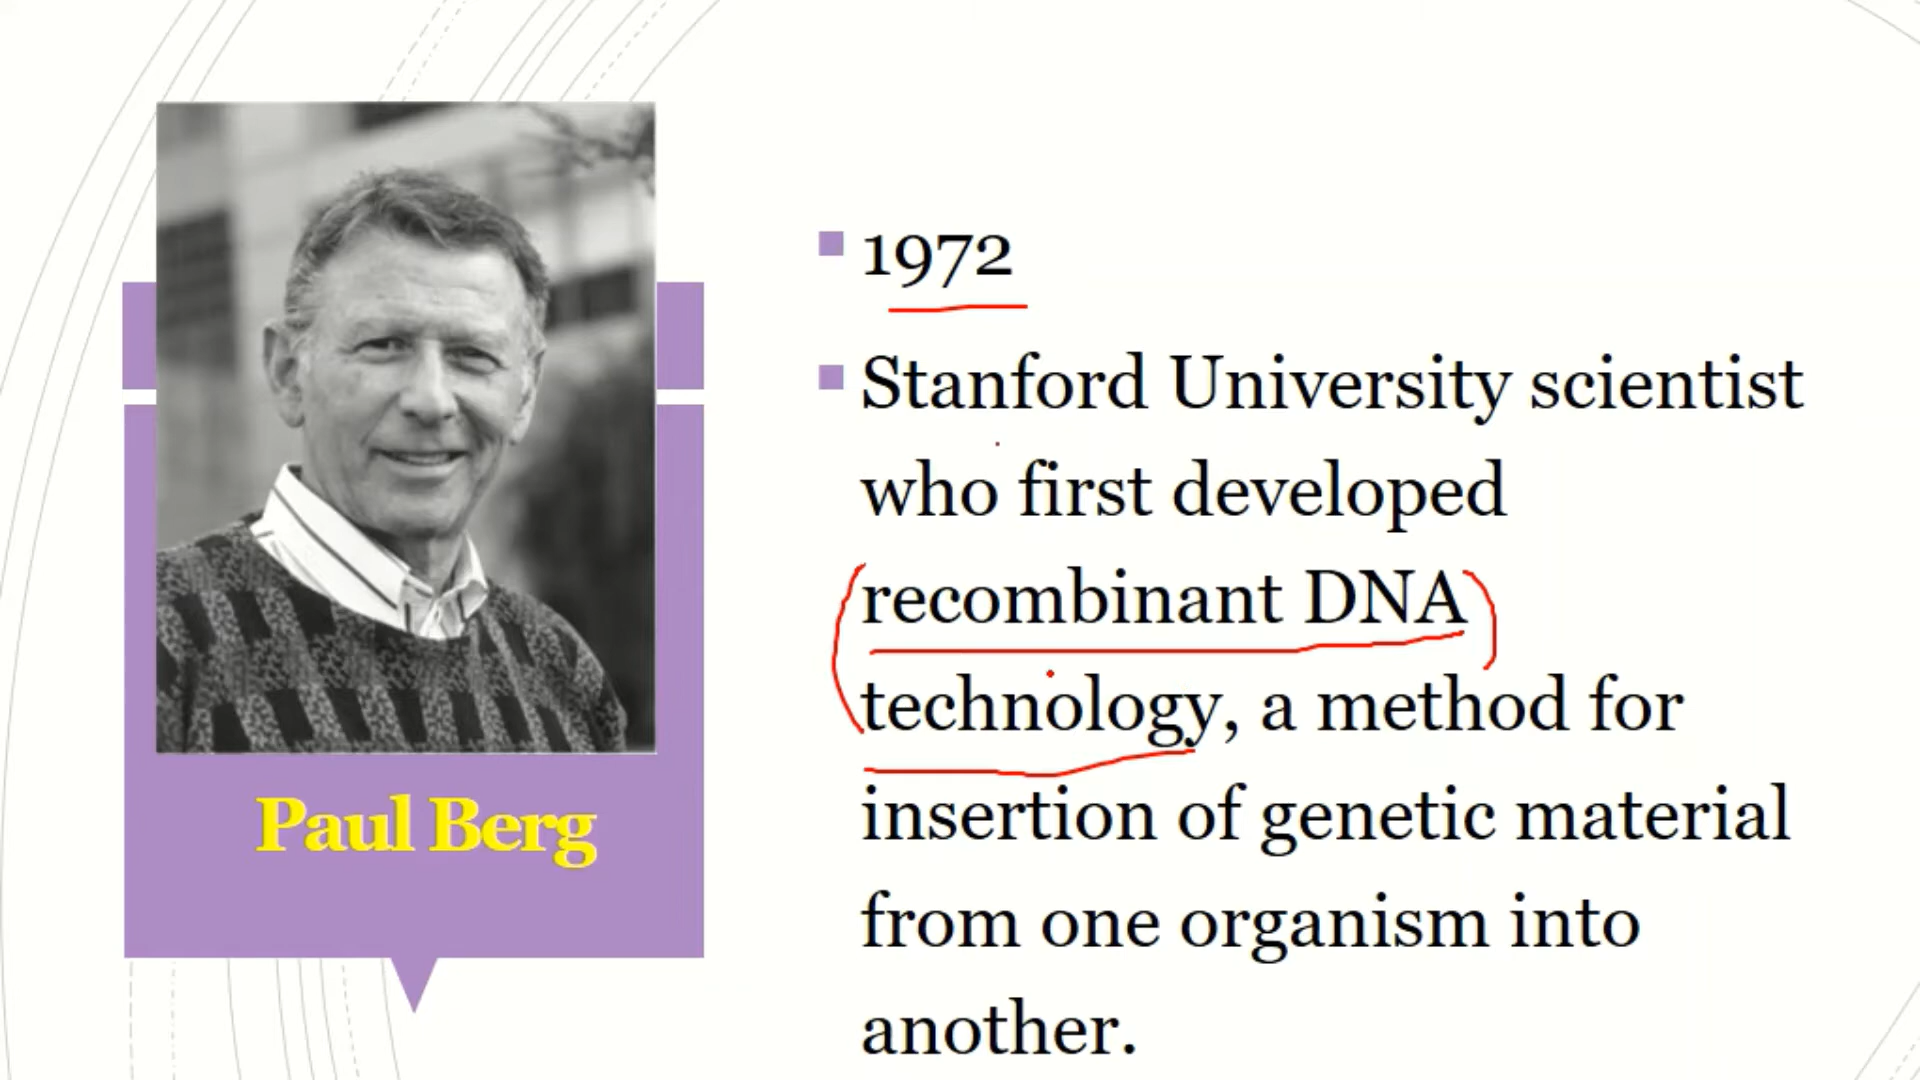 1972
Stanford University scientist
who first developed
recombinant DNA
technology, a method for
insertion of genetic material
from one organism into
another.
Paul Berg